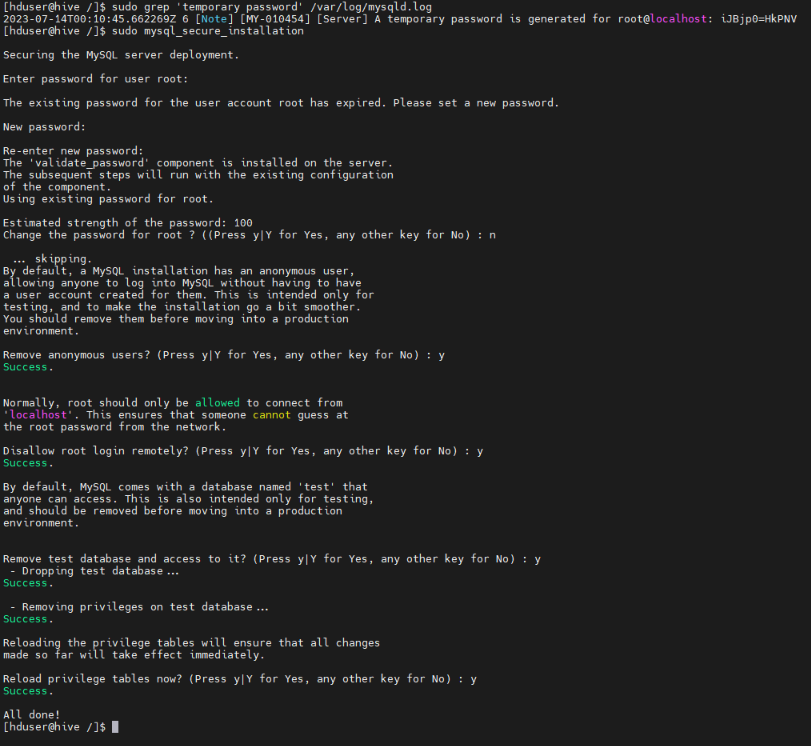 [hduser@hive /]$ sudo grep 'temporary password' /var/log/mysqld.log
2023-07-14T00:10:45.662269Z 6 [Note] [MY-010454] [Server] A temporary password is generated for root@localhost: iJBjp0=HkPNV
[hduser@hive /]$ sudo mysql_secure_installation
Securing the MySQL server deployment.
Enter password for user root:
The existing password for the user account root has expired. Please set a new password.
New password:
Re-enter new password:
The 'validate_password' component is installed on the server.
The subsequent steps will run with the existing configuration
of the component.
Using existing password for root.
Estimated strength of the password: 100
Change the password for root ? ((Press y|Y for Yes, any other key for No) : n
... skipping.
By default, a MySQL installation has an anonymous user,
allowing anyone to log into MySQL without having to have
a user account created for them. This is intended only for
testing, and to make the installation go a bit smoother.
You should remove them before moving into a production
environment.
Remove anonymous users? (Press y|Y for Yes, any other key for No) : y
Success.
Normally, root should only be allowed to connect from
'localhost'. This ensures that someone cannot guess at
the root password from the network.
Disallow root login remotely? (Press y|Y for Yes, any other key for No) : y
Success.
By default, MySQL comes with a database named 'test' that
anyone can access. This is also intended only for testing,
and should be removed before moving into a production
environment.
Remove test database and access to it? (Press y|Y for Yes, any other key for No) : y
- Dropping test database...
Success.
- Removing privileges on test database...
Success.
Reloading the privilege tables will ensure that all changes
made so far will take effect immediately.
Reload privilege tables now? (Press y|Y for Yes, any other key for No) : y
Success.
All done!
[hduser@hive /]$